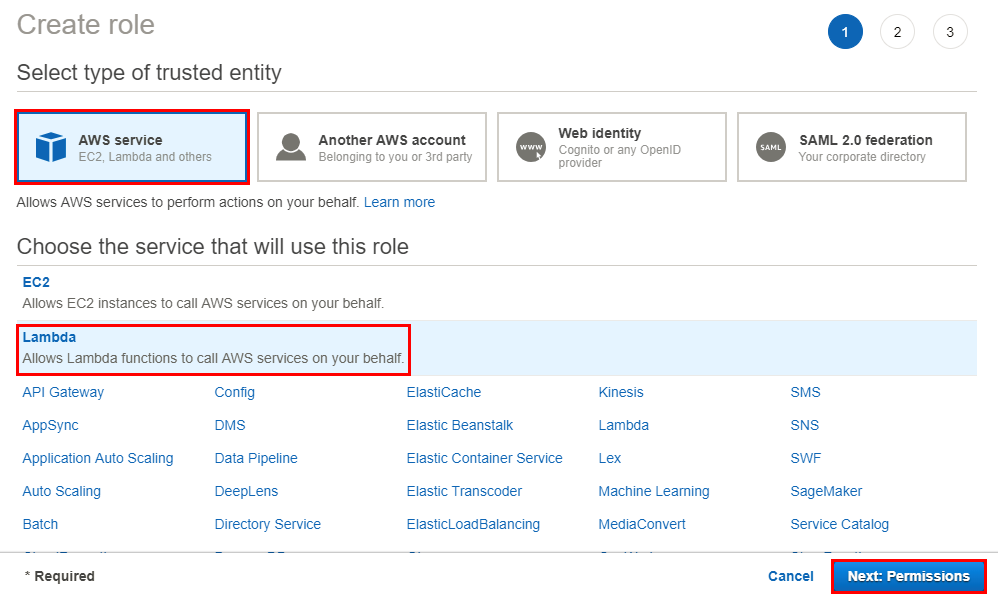 Create role
1 2 3
Select type of trusted entity
AWS service
EC2, Lambda and others
Another AWS account
Belonging to you or 3rd party
WWW
Web identity
Cognito or any OpenID
provider
SAML
SAML 2.0 federation
Your corporate directory
Allows AWS services to perform actions on your behalf. Learn more
Choose the service that will use this role
EC2
Allows EC2 instances to call AWS services on your behalf.
Lambda
Allows Lambda functions to call AWS services on your behalf.
API Gateway Config ElastiCache Kinesis SMS
AppSync DMS Elastic Beanstalk Lambda SNS
Application Auto Scaling Data Pipeline Elastic Container Service Lex SWF
Auto Scaling DeepLens Elastic Transcoder Machine Learning SageMaker
Batch Directory Service ElasticLoadBalancing MediaConvert Service Catalog
* Required Cancel Next: Permissions